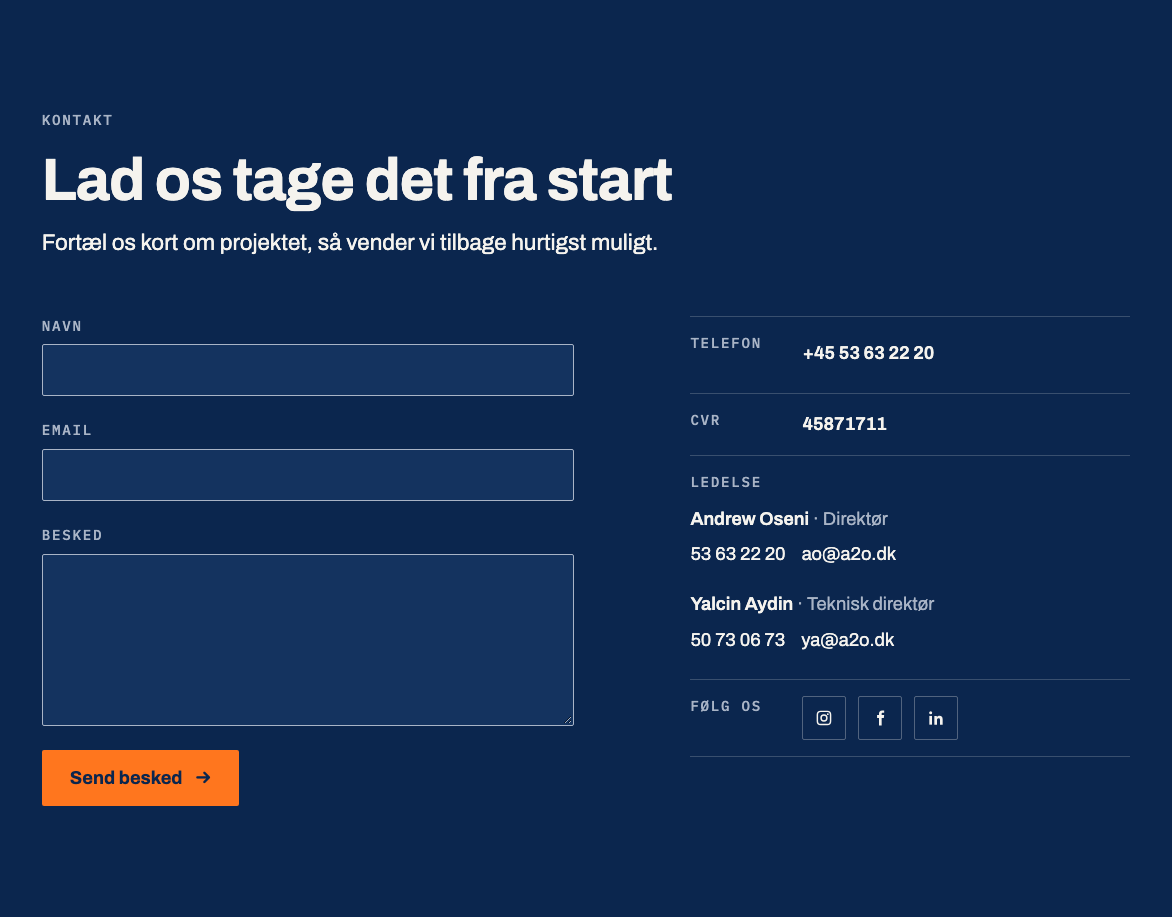 KONTAKT
Lad os tage det fra start
Fortæl os kort om projektet, så vender vi tilbage hurtigst muligt.
NAVN
EMAIL
BESKED
Send besked →
TELEFON
+45 53 63 22 20
CVR
45871711
LEDELSE
Andrew Oseni · Direktør
53 63 22 20 ao@a2o.dk
Yalcin Aydin · Teknisk direktør
50 73 06 73 ya@a2o.dk
FØLG OS